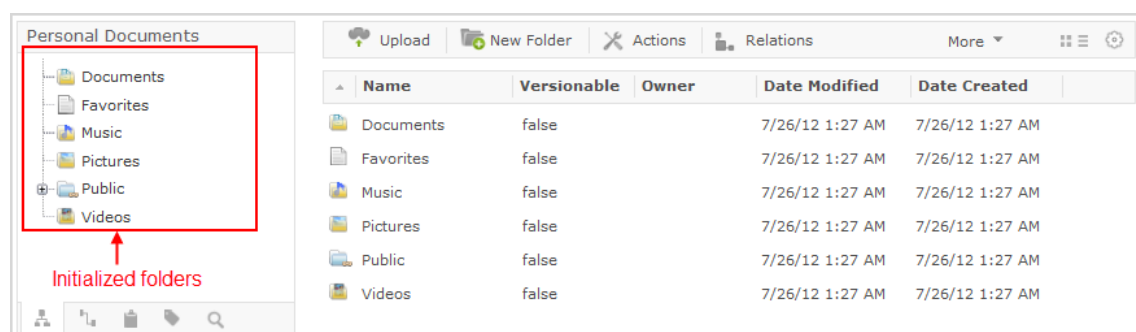 Personal Documents
Documents
Favorites
Music
Pictures
Public
Videos
Initialized folders
Upload New Folder Actions Relations More
Name Versionable Owner Date Modified Date Created
Documents false 7/26/12 1:27 AM 7/26/12 1:27 AM
Favorites false 7/26/12 1:27 AM 7/26/12 1:27 AM
Music false 7/26/12 1:27 AM 7/26/12 1:27 AM
Pictures false 7/26/12 1:27 AM 7/26/12 1:27 AM
Public false 7/26/12 1:27 AM 7/26/12 1:27 AM
Videos false 7/26/12 1:27 AM 7/26/12 1:27 AM